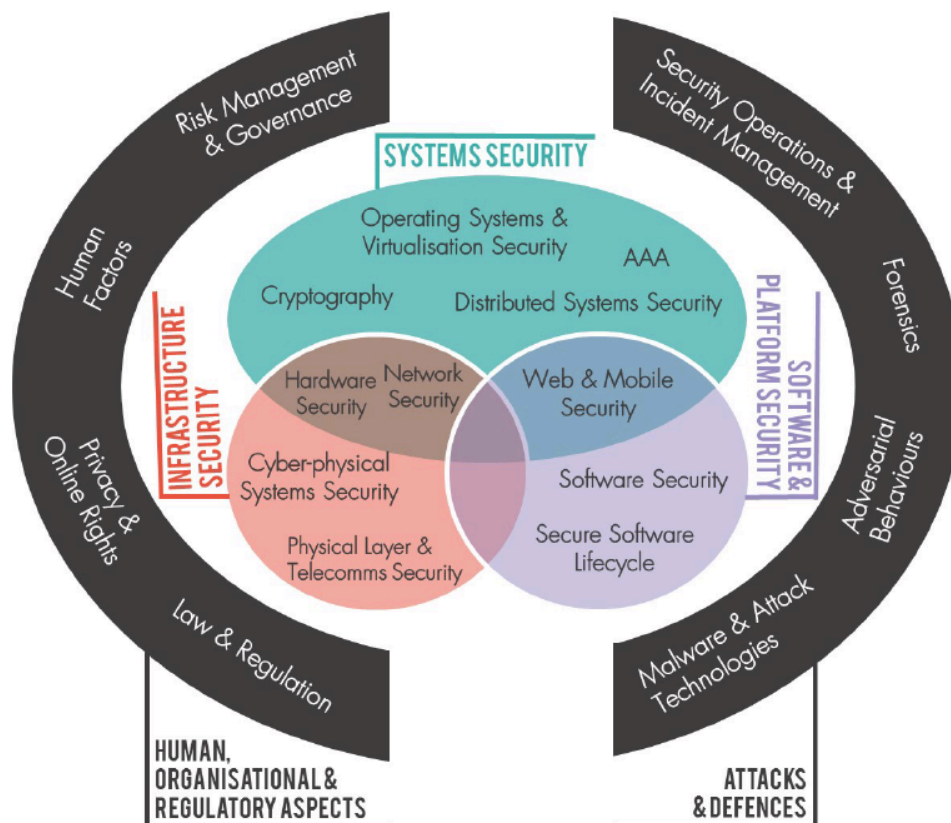 Risk Management
& Governance
Human
Factors
Privacy &
Online Rights
Law & Regulation
HUMAN,
ORGANISATIONAL &
REGULATORY ASPECTS
SYSTEMS SECURITY
Operating Systems &
Virtualisation Security
AAA
Cryptography
Distributed Systems Security
INFRASTRUCTURE
SECURITY
Hardware
Security
Network
Security
Cyber-physical
Systems Security
Physical Layer &
Telecomms Security
Web & Mobile
Security
Software Security
Secure Software
Lifecycle
SOFTWARE &
PLATFORM SECURITY
Security Operations &
Incident Management
Forensics
Adversarial
Behaviours
Malware & Attack
Technologies
ATTACKS
& DEFENCES